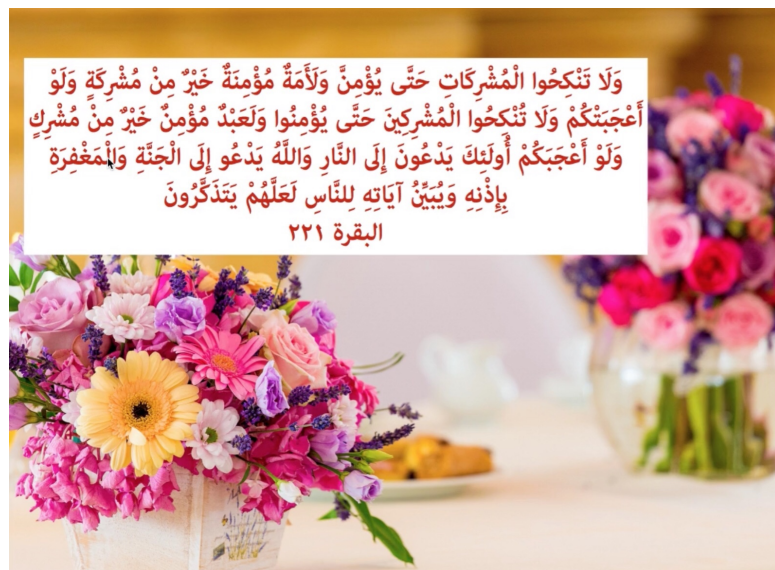 وَلَا تَنْكِحُوا الْمُشْرِكَاتِ حَتَّى يُؤْمِنَّ وَلَأَمَةٌ مُؤْمِنَةٌ خَيْرٌ مِنْ مُشْرِكَةٍ وَلَوْ
أَعْجَبَتْكُمْ وَلَا تُنْكِحُوا الْمُشْرِكِينَ حَتَّى يُؤْمِنُوا وَلَعَبْدٌ مُؤْمِنٌ خَيْرٌ مِنْ مُشْرِكٍ
وَلَوْ أَعْجَبَكُمْ أُولَئِكَ يَدْعُونَ إِلَى النَّارِ وَاللَّهُ يَدْعُو إِلَى الْجَنَّةِ وَالْمَغْفِرَةِ
بِإِذْنِهِ وَيُبَيِّنُ آيَاتِهِ لِلنَّاسِ لَعَلَّهُمْ يَتَذَكَّرُونَ
البقرة ٢٢١